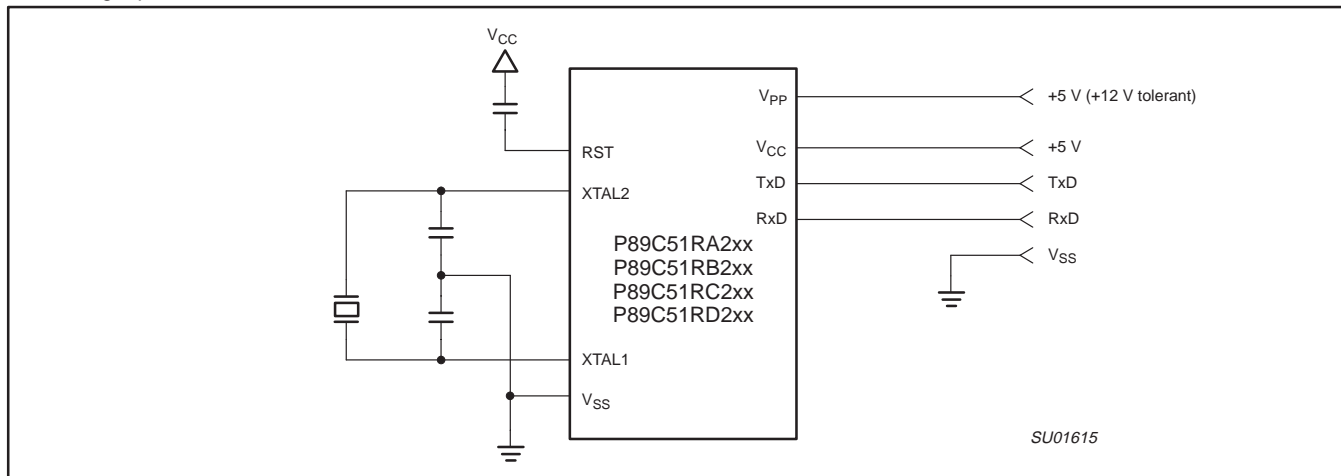 VCC
RST
XTAL2
XTAL1
VSS
P89C51RA2xx
P89C51RB2xx
P89C51RC2xx
P89C51RD2xx
VPP
VCC
TxD
RxD
+5 V (+12 V tolerant)
+5 V
TxD
RxD
VSS
SU01615